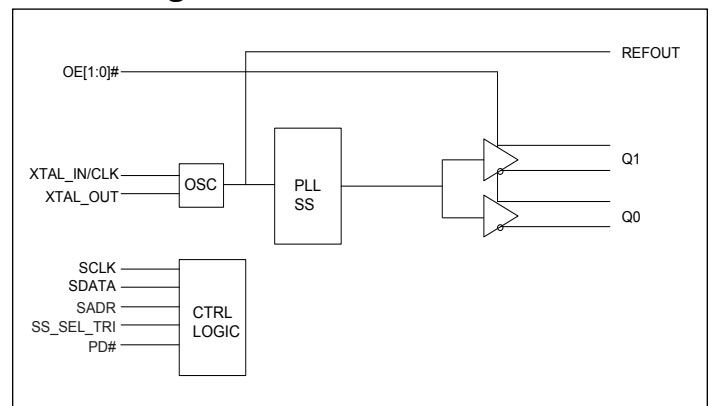 REFOUT
OE[1:0]#
XTAL_IN/CLK
XTAL_OUT
OSC
PLL
SS
Q1
Q0
SCLK
SDATA
SADR
SS_SEL_TRI
PD#
CTRL
LOGIC